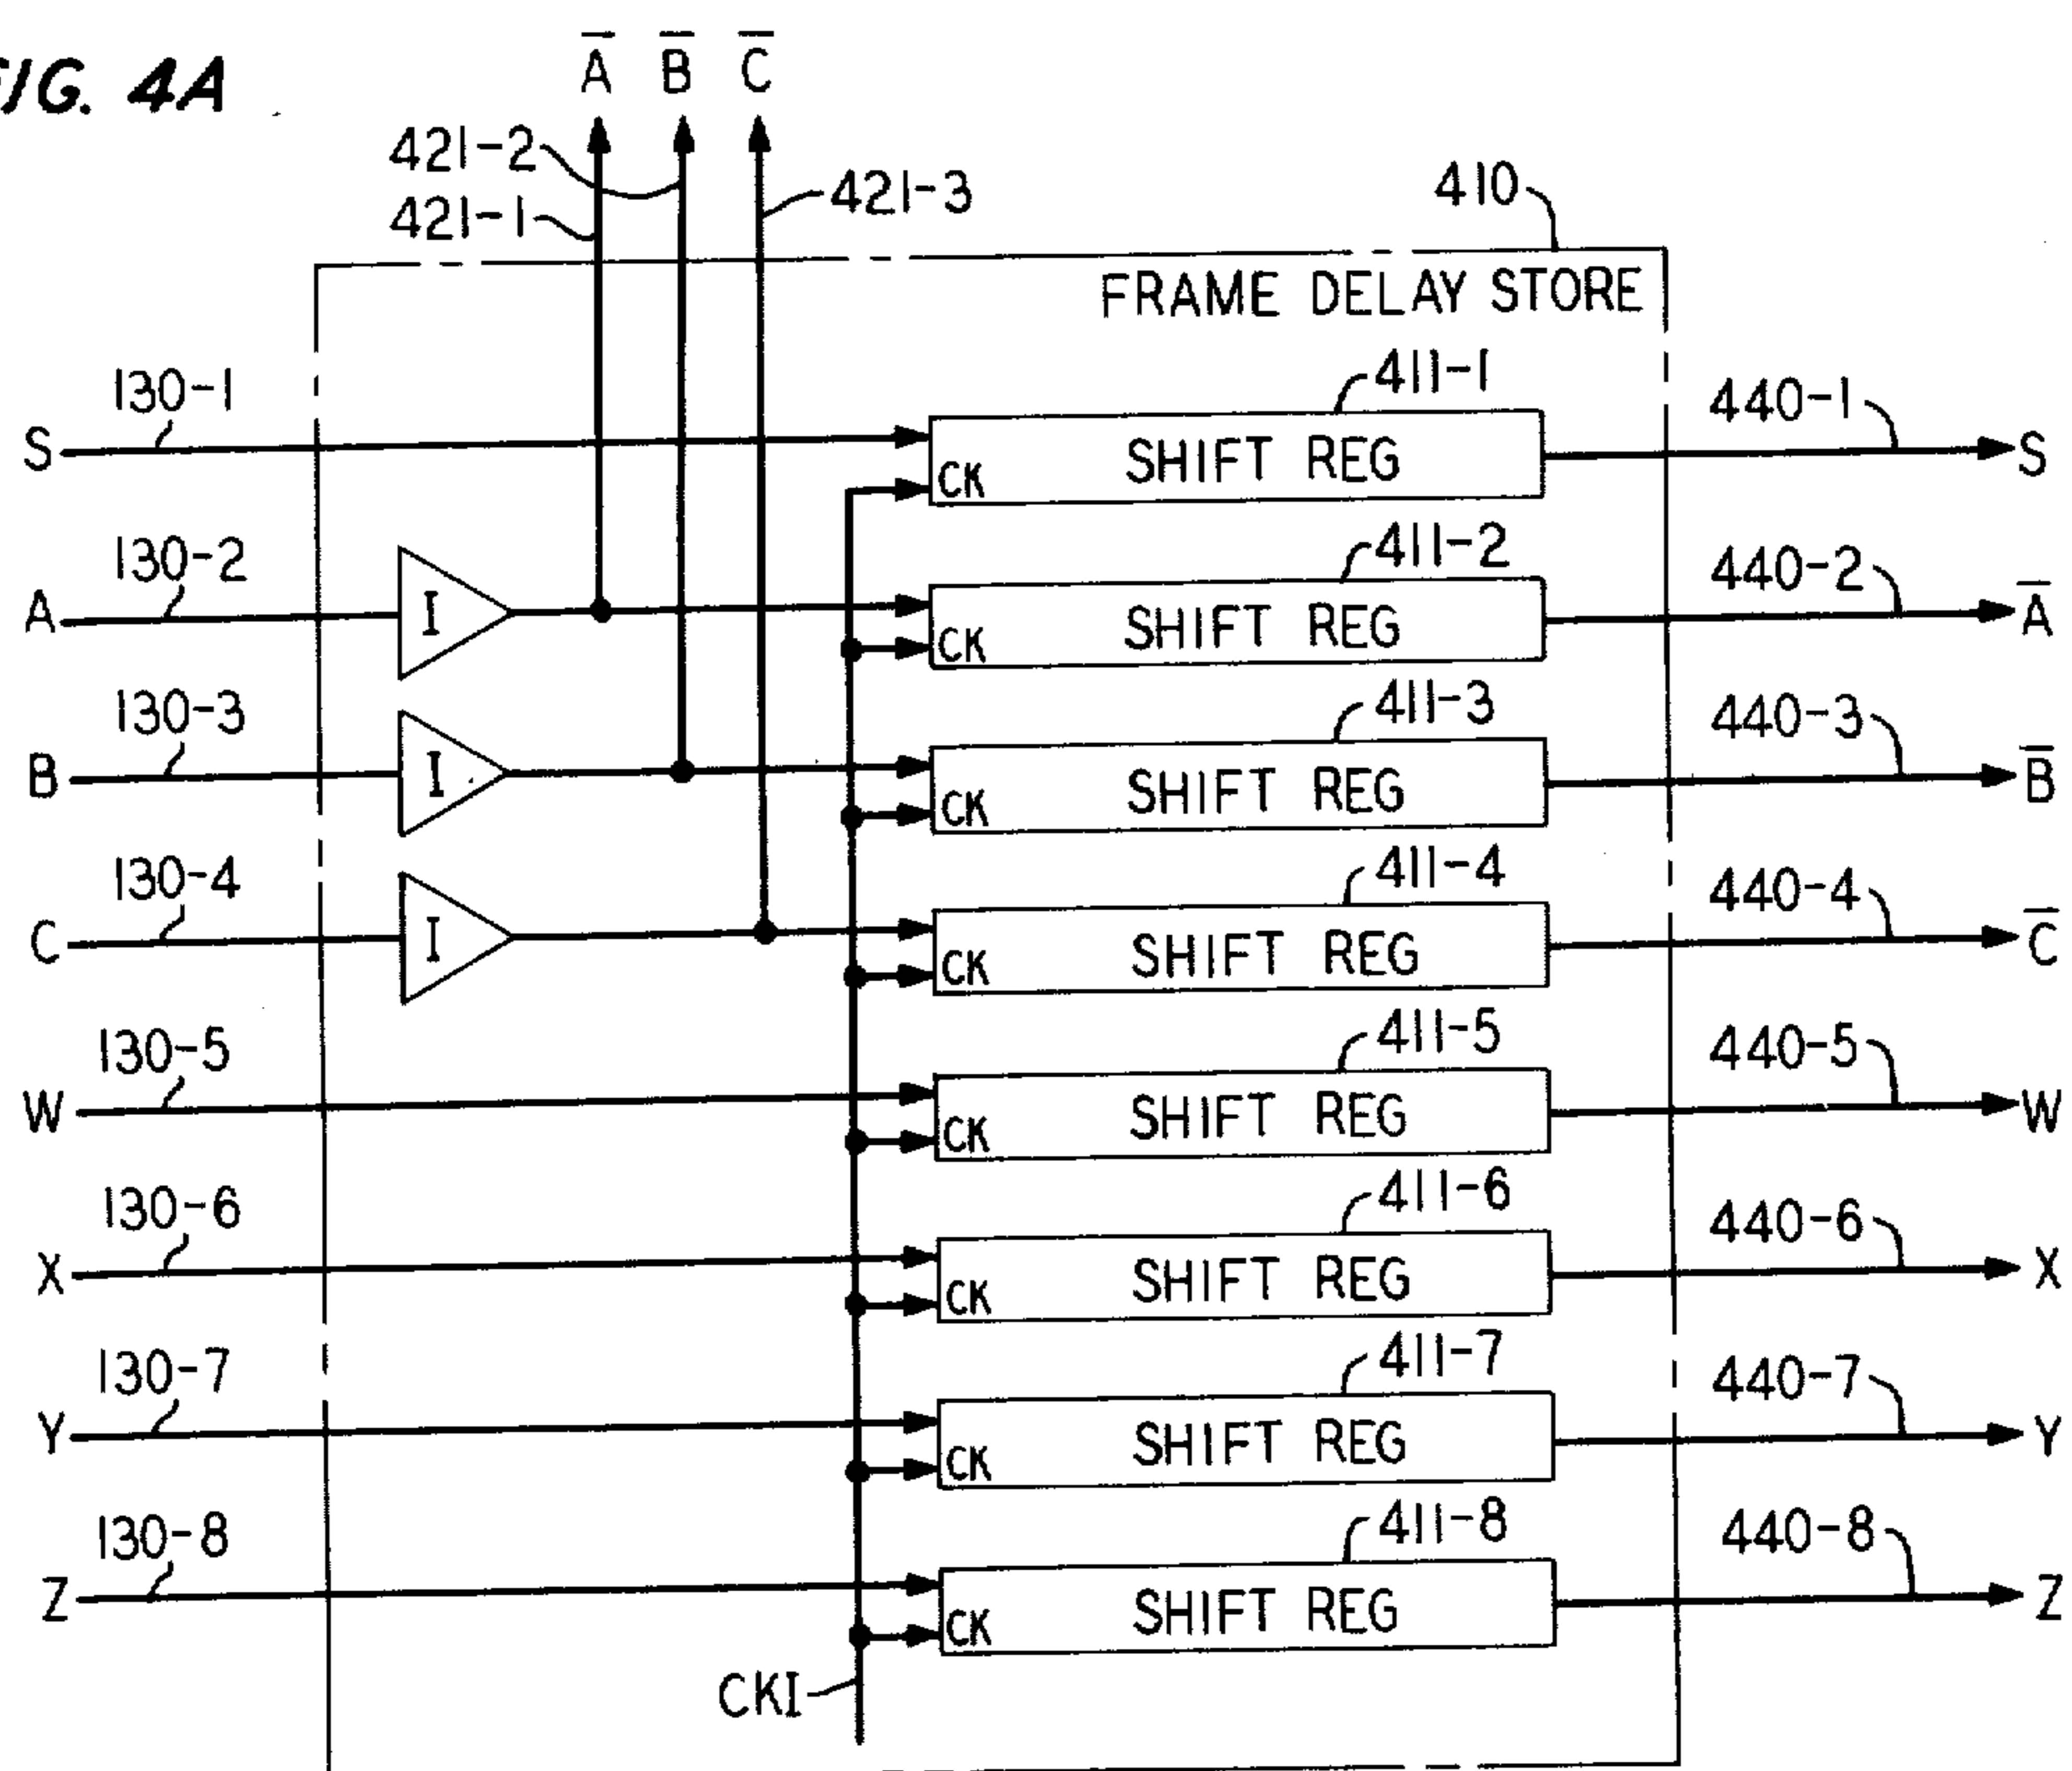 FIG. 4A
A̅ B̅ C̅
421-2
421-1
421-3
410
FRAME DELAY STORE
S 130-1 411-1 SHIFT REG CK 440-1 S
A 130-2 I 411-2 SHIFT REG CK 440-2 A̅
B 130-3 I 411-3 SHIFT REG CK 440-3 B̅
C 130-4 I 411-4 SHIFT REG CK 440-4 C̅
W 130-5 411-5 SHIFT REG CK 440-5 W
X 130-6 411-6 SHIFT REG CK 440-6 X
Y 130-7 411-7 SHIFT REG CK 440-7 Y
Z 130-8 411-8 SHIFT REG CK 440-8 Z
CKI